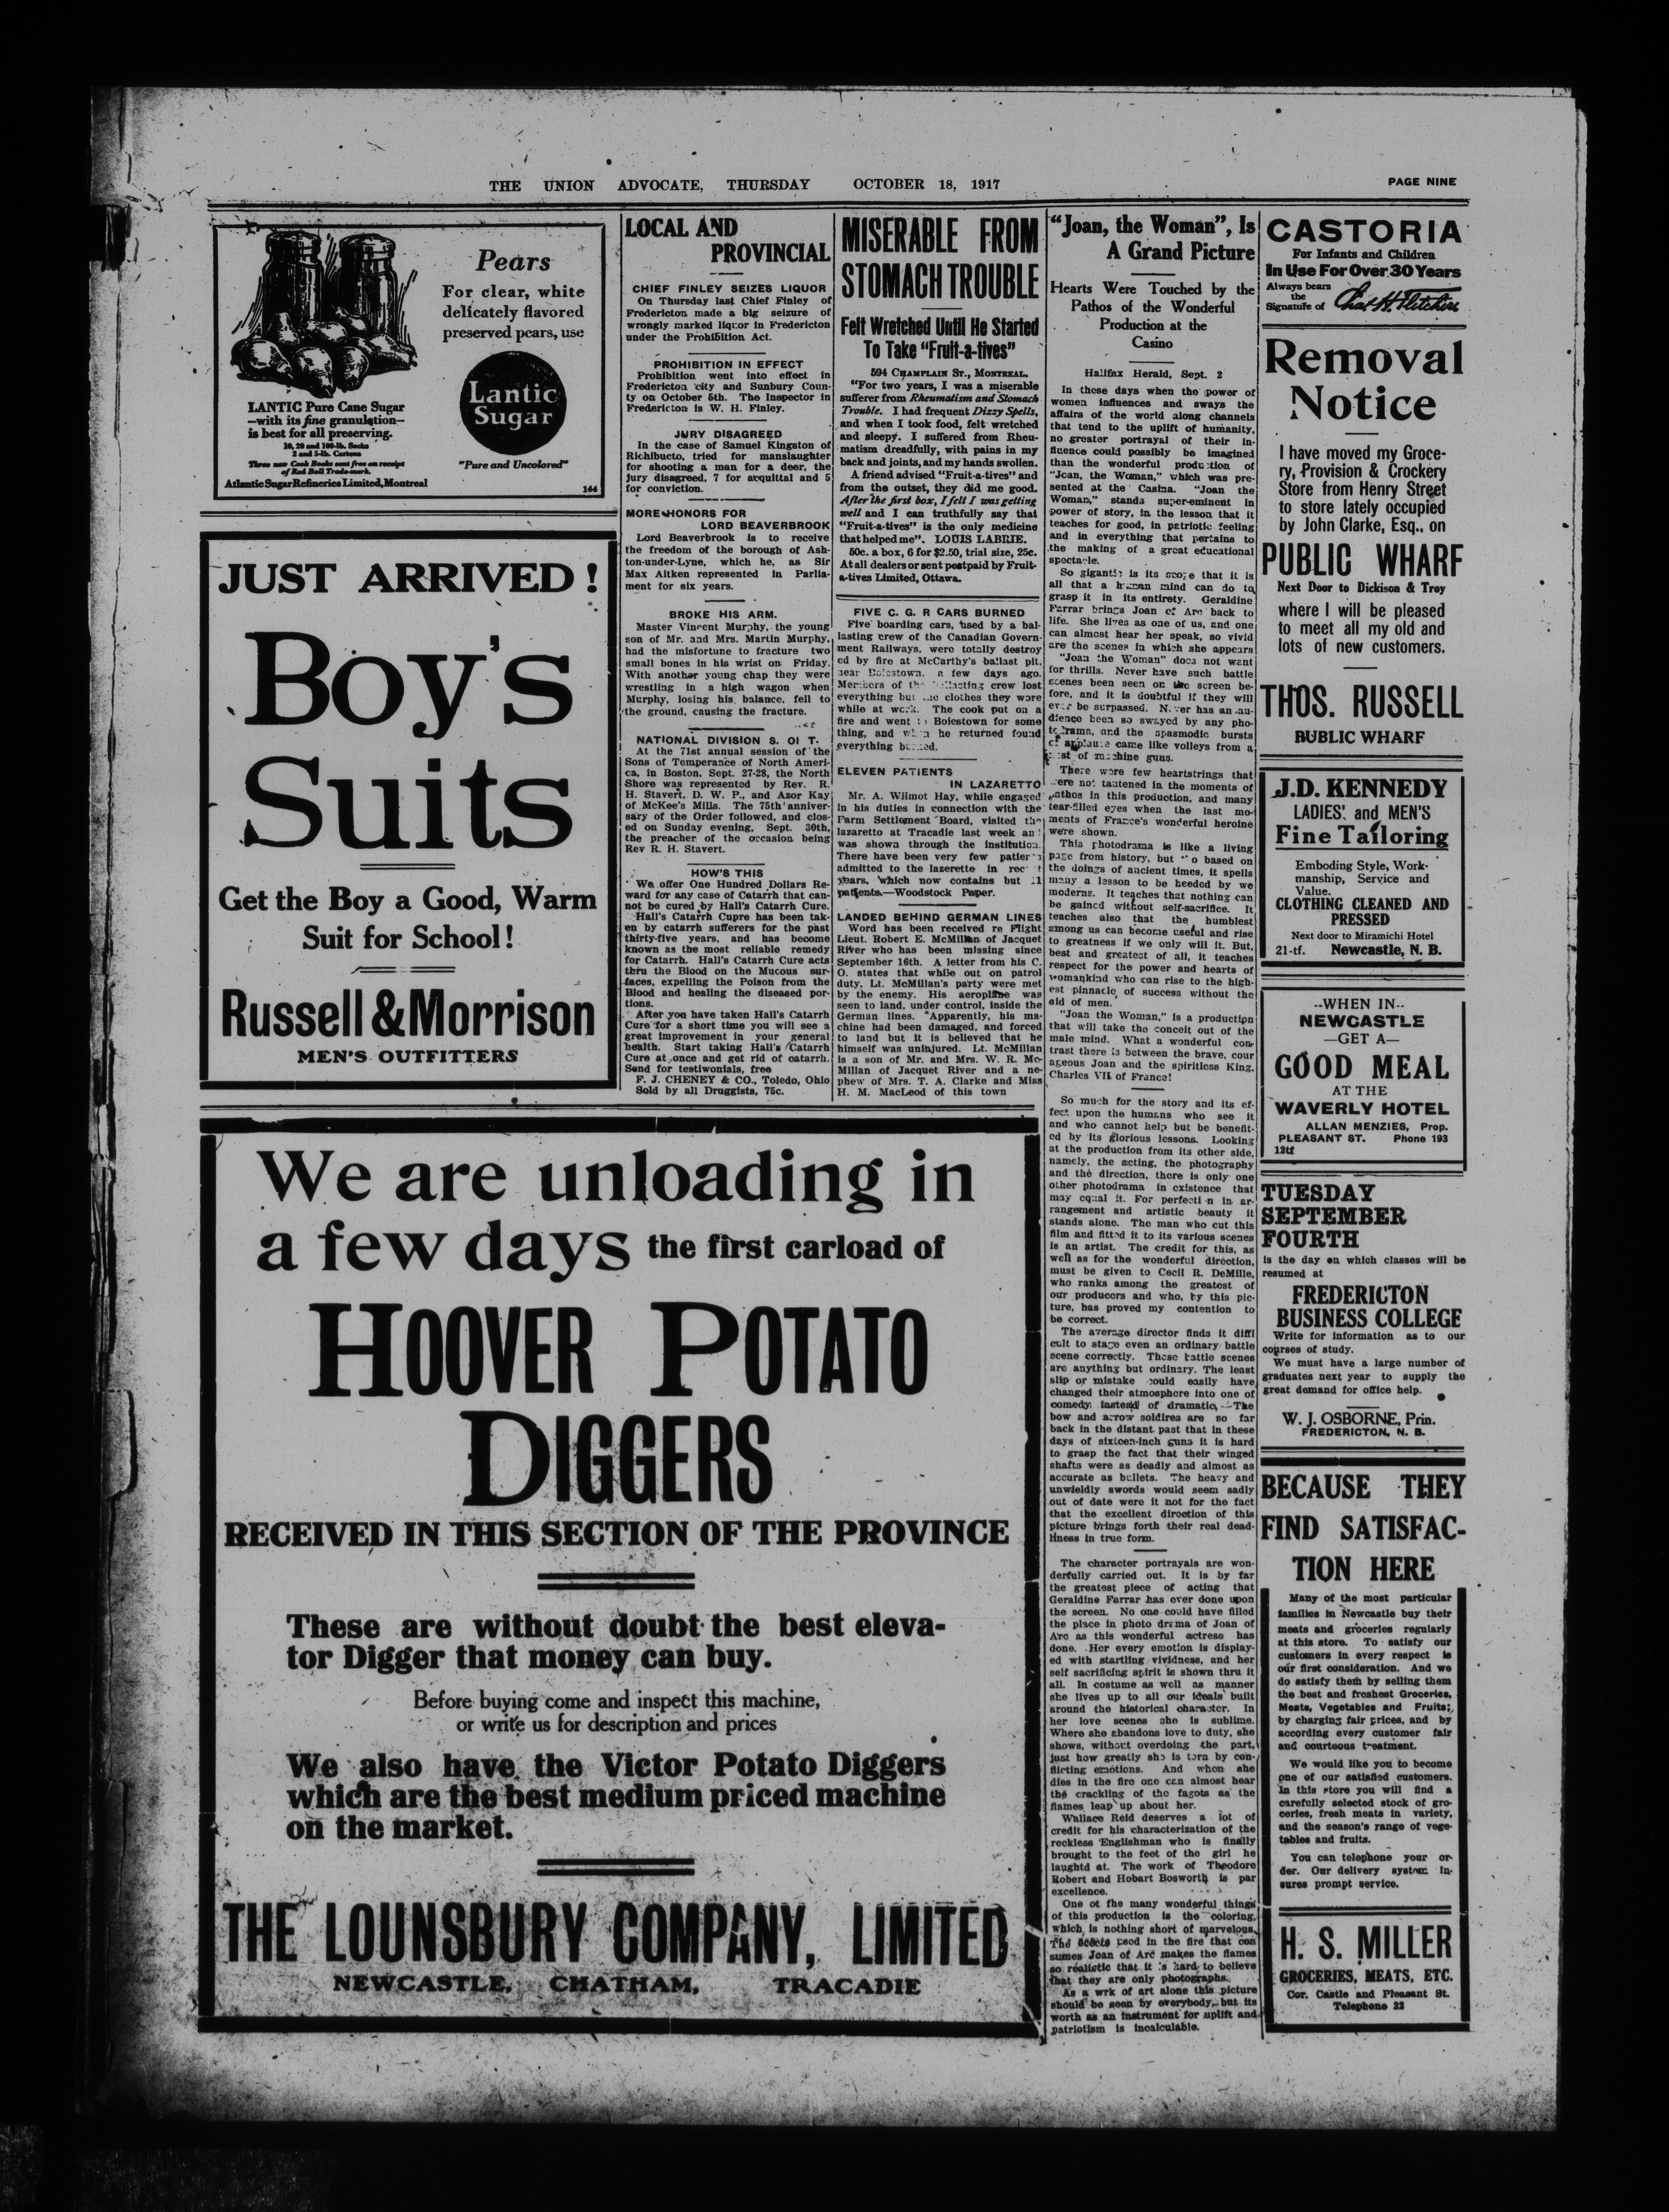 THE UNION ADVOCATE, THURSDAY OCTOBER 18, 1917
PAGE NINE
Pears
For clear, white
delicately flavored
preserved pears, use
Lantic
Sugar
LANTIC Pure Cane Sugar
—with its fine granulation—
is best for all preserving.
10, 20 and 100-lb. Sacks
2 and 5-lb. Cartons
Three new Cook Books sent free on receipt
of Red Ball Trade-mark.
"Pure and Uncolored"
Atlantic Sugar Refineries Limited, Montreal
144
JUST ARRIVED!
Boy's
Suits
Get the Boy a Good, Warm
Suit for School!
Russell & Morrison
MEN'S OUTFITTERS
LOCAL AND
PROVINCIAL
CHIEF FINLEY SEIZES LIQUOR
On Thursday last Chief Finley of
Fredericton made a big seizure of
wrongly marked liquor in Fredericton
under the Prohibition Act.
PROHIBITION IN EFFECT
Prohibition went into effect in
Fredericton city and Sunbury Coun-
ty on October 5th. The Inspector in
Fredericton is W. H. Finley.
JURY DISAGREED
In the case of Samuel Kingston of
Richibucto, tried for manslaughter
for shooting a man for a deer, the
jury disagreed, 7 for acquittal and 5
for conviction.
MORE HONORS FOR
LORD BEAVERBROOK
Lord Beaverbrook is to receive
the freedom of the borough of Ash-
ton-under-Lyne, which he, as Sir
Max Aitken represented in Parlia-
ment for six years.
BROKE HIS ARM.
Master Vincent Murphy, the young
son of Mr. and Mrs. Martin Murphy,
had the misfortune to fracture two
small bones in his wrist on Friday.
With another young chap they were
wrestling in a high wagon when
Murphy, losing his balance, fell to
the ground, causing the fracture.
NATIONAL DIVISION S. OI T.
At the 71st annual session of the
Sons of Temperance of North Ameri-
ca, in Boston, Sept. 27-28, the North
Shore was represented by Rev. R.
H. Stavert, D. W. P., and Azor Kay
of McKee's Mills. The 75th anniver-
sary of the Order followed, and clos-
ed on Sunday evening, Sept. 30th,
the preacher of the occasion being
Rev R. H. Stavert.
HOW'S THIS
We offer One Hundred Dollars Re-
ward for any case of Catarrh that can-
not be cured by Hall's Catarrh Cure.
Hall's Catarrh Cupre has been tak-
en by catarrh sufferers for the past
thirty-five years, and has become
known as the most reliable remedy
for Catarrh. Hall's Catarrh Cure acts
thru the Blood on the Mucous sur-
faces, expelling the Poison from the
Blood and healing the diseased por-
tions.
After you have taken Hall's Catarrh
Cure for a short time you will see a
great improvement in your general
health. Start taking Hall's Catarrh
Cure at once and get rid of catarrh.
Send for testiwonials, free
F. J. CHENEY & CO., Toledo, Ohio
Sold by all Druggists, 75c.
MISERABLE FROM
STOMACH TROUBLE
Felt Wretched Until He Started
To Take "Fruit-a-tives"
594 CHAMPLAIN ST., MONTREAL.
"For two years, I was a miserable
sufferer from Rheumatism and Stomach
Trouble. I had frequent Dizzy Spells,
and when I took food, felt wretched
and sleepy. I suffered from Rheu-
matism dreadfully, with pains in my
back and joints, and my hands swollen.
A friend advised "Fruit-a-tives" and
from the outset, they did me good.
After the first box, I felt I was getting
well and I can truthfully say that
"Fruit-a-tives" is the only medicine
that helped me". LOUIS LABRIE.
50c. a box, 6 for $2.50, trial size, 25c.
At all dealers or sent postpaid by Fruit-
a-tives Limited, Ottawa.
FIVE C. G. R CARS BURNED
Five boarding cars, used by a bal-
lasting crew of the Canadian Govern-
ment Railways, were totally destroy
ed by fire at McCarthy's ballast pit,
near Boiestown, a few days ago.
Members of the ballasting crew lost
everything but the clothes they wore
while at work. The cook put on a
fire and went to Boiestown for some
thing, and when he returned found
everything burned.
ELEVEN PATIENTS
IN LAZARETTO
Mr. A. Wilmot Hay, while engaged
in his duties in connection with the
Farm Settlement Board, visited the
lazaretto at Tracadie last week and
was shown through the institution.
There have been very few patients
admitted to the lazerette in recent
years, which now contains but 11
patients.—Woodstock Paper.
LANDED BEHIND GERMAN LINES
Word has been received re Flight
Lieut. Robert E. McMillan of Jacquet
River who has been missing since
September 16th. A letter from his C.
O. states that while out on patrol
duty, Lt. McMillan's party were met
by the enemy. His aeroplane was
seen to land, under control, inside the
German lines. "Apparently, his ma-
chine had been damaged, and forced
to land but it is believed that he
himself was uninjured. Lt. McMillan
is a son of Mr. and Mrs. W. R. Mc-
Millan of Jacquet River and a ne-
phew of Mrs. T. A. Clarke and Miss
H. M. MacLeod of this town
"Joan, the Woman", Is
A Grand Picture
Hearts Were Touched by the
Pathos of the Wonderful
Production at the
Casino
Halifax Herald, Sept. 2
In these days when the power of
women influences and sways the
affairs of the world along channels
that tend to the uplift of humanity,
no greater portrayal of their in-
fluence could possibly be imagined
than the wonderful production of
"Joan, the Woman," which was pre-
sented at the Casina. "Joan the
Woman," stands super-eminent in
power of story, in the lesson that it
teaches for good, in patriotic feeling
and in everything that pertains to
the making of a great educational
spectacle.
So gigantic is its scope that it is
all that a human mind can do to
grasp it in its entirety. Geraldine
Farrar brings Joan of Arc back to
life. She lives as one of us, and one
can almost hear her speak, so vivid
are the scenes in which she appears
"Joan the Woman" does not want
for thrills. Never have such battle
scenes been seen on the screen be-
fore, and it is doubtful if they will
ever be surpassed. Never has an au-
dience been so swayed by any pho-
todrama, and the spasmodic bursts
of applause came like volleys from a
host of machine guns.
There were few heartstrings that
were not tautened in the moments of
pathos in this production, and many
tear-filled eyes when the last mo-
ments of France's wonderful heroine
were shown.
This photodrama is like a living
page from history, but so based on
the doings of ancient times, it spells
many a lesson to be heeded by we
moderns. It teaches that nothing can
be gained without self-sacrifice. It
teaches also that the humblest
among us can become useful and rise
to greatness if we only will it. But,
best and greatest of all, it teaches
respect for the power and hearts of
womankind who can rise to the high-
est pinnacle of success without the
aid of men.
"Joan the Woman," is a production
that will take the conceit out of the
male mind. What a wonderful con-
trast there is between the brave, cour
ageous Joan and the spiritless King,
Charles VII of France!
So much for the story and its ef-
fect upon the humans who see it
and who cannot help but be benefit-
ed by its glorious lessons. Looking
at the production from its other side,
namely, the acting, the photography
and the direction, there is only one
other photodrama in existence that
may equal it. For perfection in ar-
rangement and artistic beauty it
stands alone. The man who cut this
film and fitted it to its various scenes
is an artist. The credit for this, as
well as for the wonderful direction,
must be given to Cecil R. DeMille,
who ranks among the greatest of
our producers and who, by this pic-
ture, has proved my contention to
be correct.
The average director finds it diffi
cult to stage even an ordinary battle
scene correctly. These battle scenes
are anything but ordinary. The least
slip or mistake could easily have
changed their atmosphere into one of
comedy instead of dramatic, —The
bow and arrow soldires are so far
back in the distant past that in these
days of sixteen-inch guns it is hard
to grasp the fact that their winged
shafts were as deadly and almost as
accurate as bullets. The heavy and
unwieldly swords would seem sadly
out of date were it not for the fact
that the excellent direction of this
picture brings forth their real dead-
liness in true form.
The character portrayals are won-
derfully carried out. It is by far
the greatest piece of acting that
Geraldine Farrar has ever done upon
the screen. No one could have filled
the place in photo drama of Joan of
Arc as this wonderful actress has
done. Her every emotion is display-
ed with startling vividness, and her
self sacrificing spirit is shown thru it
all. In costume as well as manner
she lives up to all our ideals built
around the historical character. In
her love scenes she is sublime.
Where she abandons love to duty, she
shows, without overdoing the part,
just how greatly she is torn by con-
flicting emotions. And when she
dies in the fire one can almost hear
the crackling of the fagots as the
flames leap up about her.
Wallace Reid deserves a lot of
credit for his characterization of the
reckless Englishman who is finally
brought to the feet of the girl he
laughtd at. The work of Theodore
Robert and Hobart Bosworth is par
excellence.
One ot the many wonderful things
of this production is the coloring,
which is nothing short of marvelous.
The used in the fire that con
sumes Joan of Arc makes the flames
so realistic that it is hard to believe
that they are only photographs.
As a wrk of art alone this picture
should be seen by everybody, but its
worth as an instrument for uplift and
patriotism is incalculable.
CASTORIA
For Infants and Children
In Use For Over 30 Years
Always bears
the
Signature of
Chas. H. Fletcher
Removal
Notice
I have moved my Groce-
ry, Provision & Crockery
Store from Henry Street
to store lately occupied
by John Clarke, Esq., on
PUBLIC WHARF
Next Door to Dickison & Troy
where I will be pleased
to meet all my old and
lots of new customers.
THOS. RUSSELL
BUBLIC WHARF
J.D. KENNEDY
LADIES' and MEN'S
Fine Tailoring
Emboding Style, Work-
manship, Service and
Value.
CLOTHING CLEANED AND
PRESSED
Next door to Miramichi Hotel
21-tf. Newcastle, N. B.
--WHEN IN--
NEWCASTLE
—GET A—
GOOD MEAL
AT THE
WAVERLY HOTEL
ALLAN MENZIES, Prop.
PLEASANT ST. Phone 193
12tf
TUESDAY
SEPTEMBER
FOURTH
is the day on which classes will be
resumed at
FREDERICTON
BUSINESS COLLEGE
Write for information as to our
courses of study.
We must have a large number of
graduates next year to supply the
great demand for office help.
W. J. OSBORNE, Prin.
FREDERICTON, N. B.
BECAUSE THEY
FIND SATISFAC-
TION HERE
Many of the most particular
families in Newcastle buy their
meats and groceries regularly
at this store. To satisfy our
customers in every respect is
our first consideration. And we
do satisfy them by selling them
the best and freshest Groceries,
Meats, Vegetables and Fruits;
by charging fair prices, and by
according every customer fair
and courteous treatment.
We would like you to become
one of our satisfied customers.
In this store you will find a
carefully selected stock of gro-
ceries, fresh meats in variety,
and the season's range of vege-
tables and fruits.
You can telephone your or-
der. Our delivery system in-
sures prompt service.
H. S. MILLER
GROCERIES, MEATS, ETC.
Cor. Castle and Pleasant St.
Telephone 22
We are unloading in
a few days the first carload of
HOOVER POTATO
DIGGERS
RECEIVED IN THIS SECTION OF THE PROVINCE
These are without doubt the best eleva-
tor Digger that money can buy.
Before buying come and inspect this machine,
or write us for description and prices
We also have the Victor Potato Diggers
which are the best medium priced machine
on the market.
THE LOUNSBURY COMPANY, LIMITED
NEWCASTLE, CHATHAM, TRACADIE